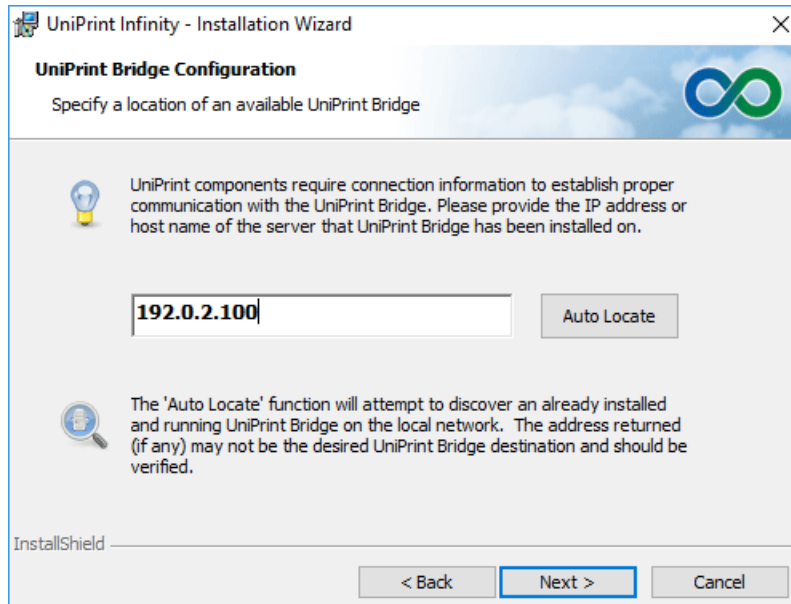 UniPrint Infinity - Installation Wizard
UniPrint Bridge Configuration
Specify a location of an available UniPrint Bridge
UniPrint components require connection information to establish proper
communication with the UniPrint Bridge. Please provide the IP address or
host name of the server that UniPrint Bridge has been installed on.
192.0.2.100
Auto Locate
The 'Auto Locate' function will attempt to discover an already installed
and running UniPrint Bridge on the local network.  The address returned
(if any) may not be the desired UniPrint Bridge destination and should be
verified.
InstallShield
< Back
Next >
Cancel